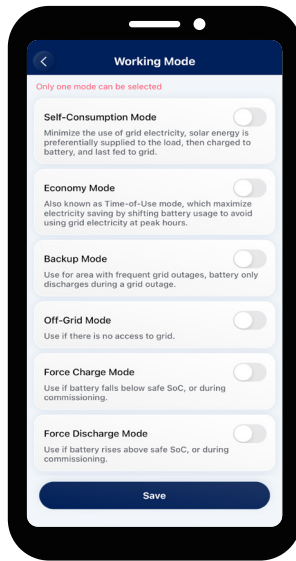 Working Mode
Only one mode can be selected
Self-Consumption Mode
Minimize the use of grid electricity, solar energy is
preferentially supplied to the load, then charged to
battery, and last fed to grid.
Economy Mode
Also known as Time-of-Use mode, which maximize
electricity saving by shifting battery usage to avoid
using grid electricity at peak hours.
Backup Mode
Use for area with frequent grid outages, battery only
discharges during a grid outage.
Off-Grid Mode
Use if there is no access to grid.
Force Charge Mode
Use if battery falls below safe SoC, or during
commissioning.
Force Discharge Mode
Use if battery rises above safe SoC, or during
commissioning.
Save